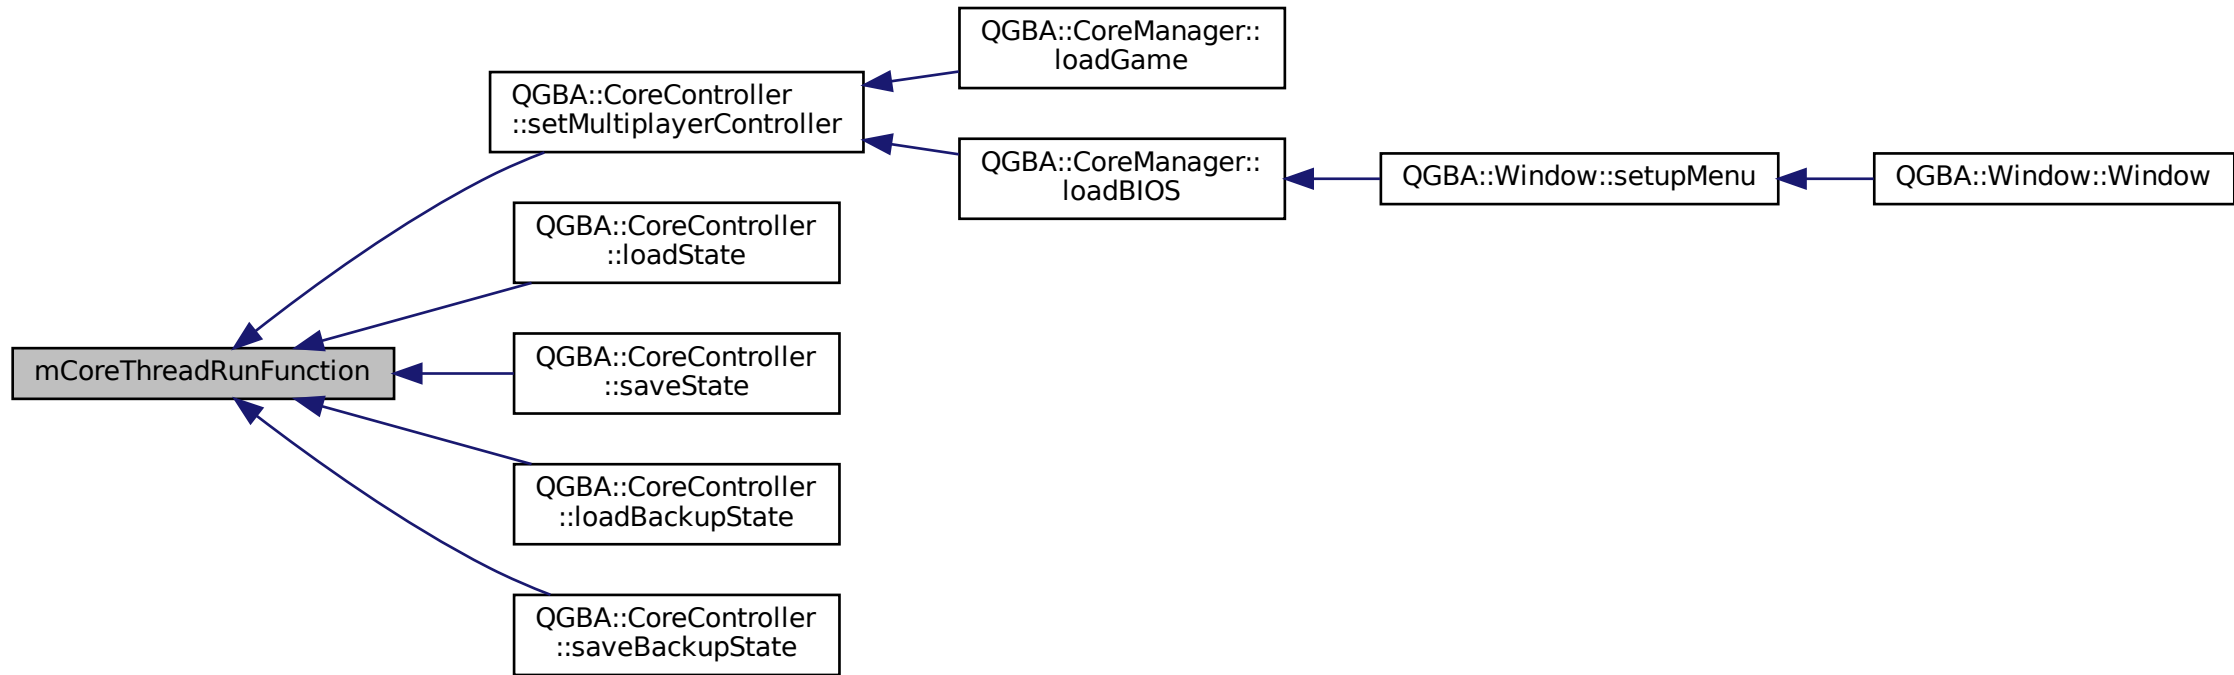 QGBA::CoreManager::
loadGame
QGBA::CoreController
::setMultiplayerController
QGBA::CoreManager::
loadBIOS
QGBA::Window::setupMenu
QGBA::Window::Window
QGBA::CoreController
::loadState
mCoreThreadRunFunction
QGBA::CoreController
::saveState
QGBA::CoreController
::loadBackupState
QGBA::CoreController
::saveBackupState